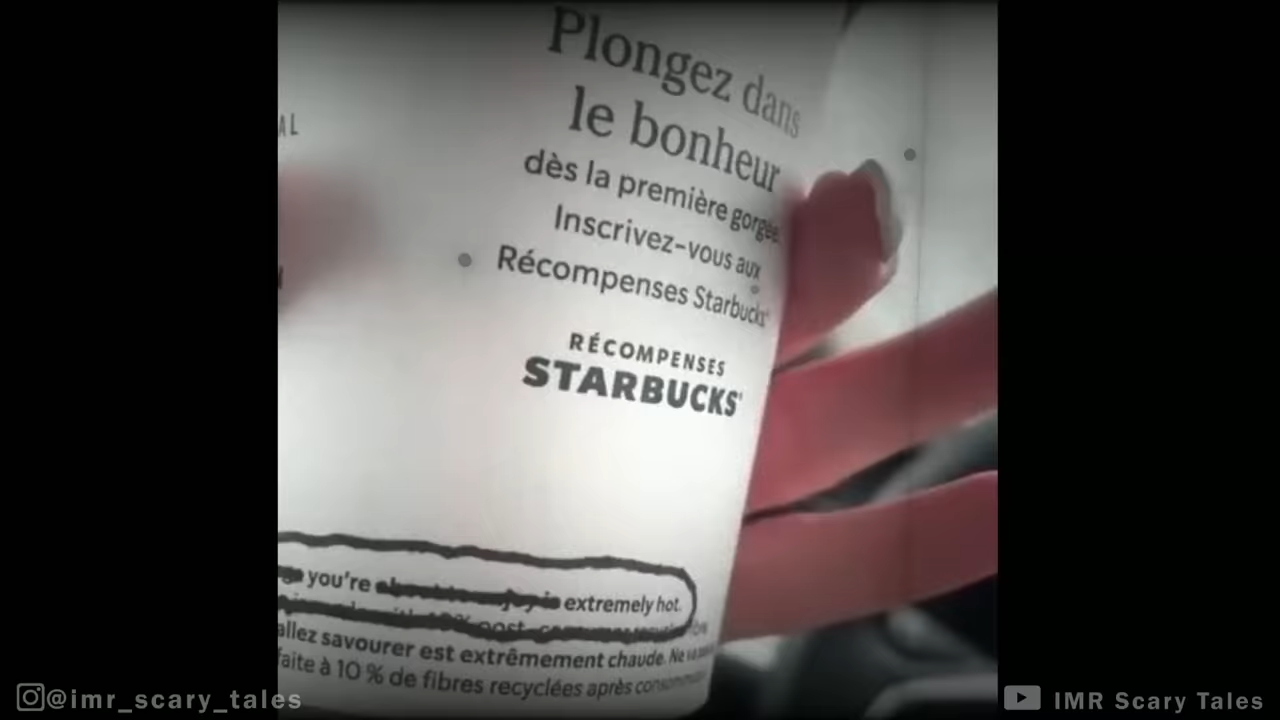 AL
Plongez dans
le bonheur
dès la première gorgée.
Inscrivez-vous aux
Récompenses Starbucks
RÉCOMPENSES
STARBUCKS
you're extremely hot.
allez savourer est extrêmement chaude. Ne
faite à 10 % de fibres recyclées après
@imr_scary_tales
IMR Scary Tales